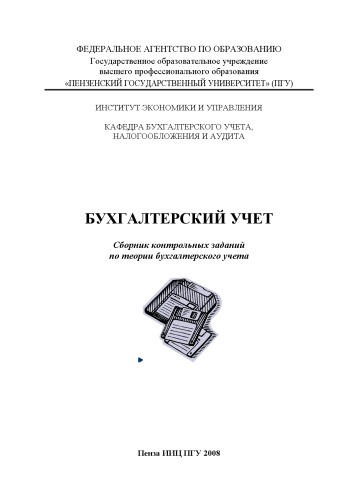 ФЕДЕРАЛЬНОЕ АГЕНТСТВО ПО ОБРАЗОВАНИЮ
Государственное образовательное учреждение
высшего профессионального образования
«ПЕНЗЕНСКИЙ ГОСУДАРСТВЕННЫЙ УНИВЕРСИТЕТ» (ПГУ)
ИНСТИТУТ ЭКОНОМИКИ И УПРАВЛЕНИЯ
КАФЕДРА БУХГАЛТЕРСКОГО УЧЕТА,
НАЛОГООБЛОЖЕНИЯ И АУДИТА
БУХГАЛТЕРСКИЙ УЧЕТ
Сборник контрольных заданий
по теории бухгалтерского учета
Пенза ИИЦ ПГУ 2008